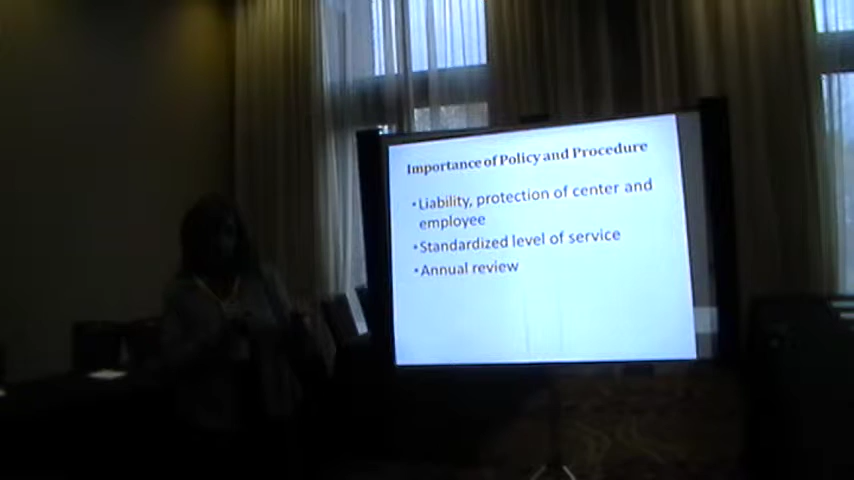 Importance of Policy and Procedure
•Liability, protection of center and
employee
•Standardized level of service
•Annual review